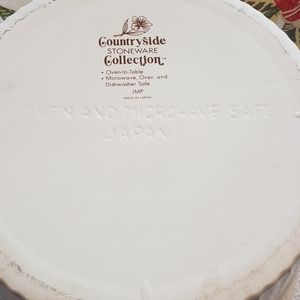 Countryside
STONEWARE
Collection™
• Oven-to-Table
• Microwave, Oven and
Dishwasher Safe
JMP
MADE IN JAPAN
OVEN AND MICROWAVE SAFE
JAPAN